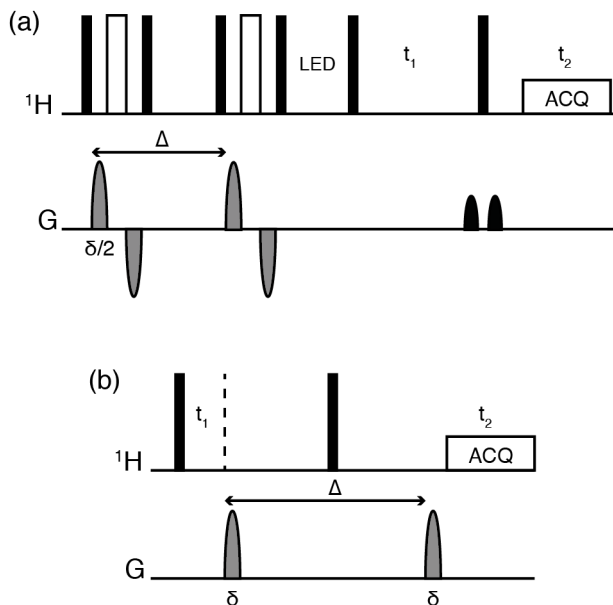 (a)
LED t₁ t₂
ACQ
¹H
Δ
G
δ/2
(b)
t₁ t₂
ACQ
¹H
Δ
G
δ δ